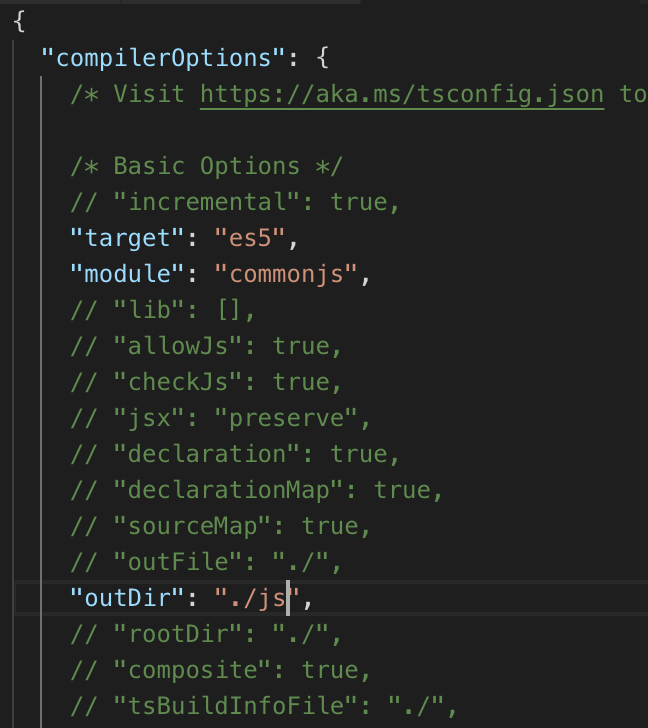 {
"compilerOptions": {
/* Visit https://aka.ms/tsconfig.json to
/* Basic Options */
// "incremental": true,
"target": "es5",
"module": "commonjs",
// "lib": [],
// "allowJs": true,
// "checkJs": true,
// "jsx": "preserve",
// "declaration": true,
// "declarationMap": true,
// "sourceMap": true,
// "outFile": "./",
"outDir": "./js",
// "rootDir": "./",
// "composite": true,
// "tsBuildInfoFile": "./",